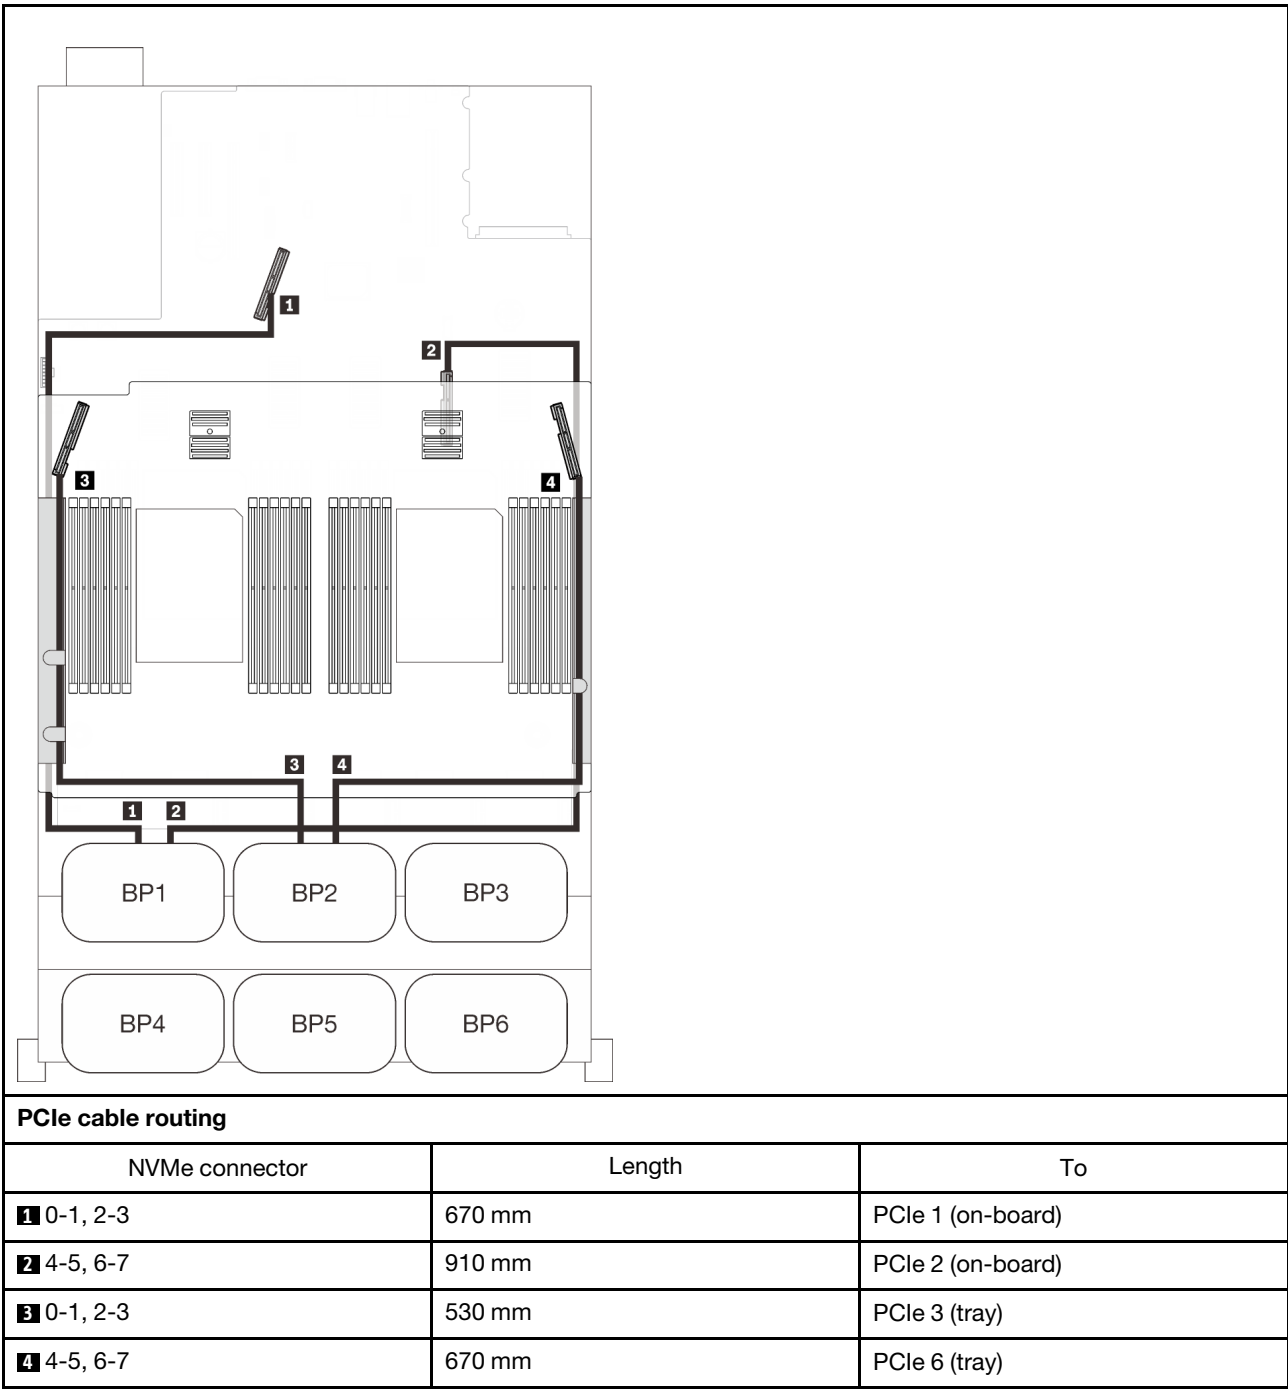 1
2
3
4
3
4
1
2
BP1
BP2
BP3
BP4
BP5
BP6
PCIe cable routing
NVMe connector
Length
To
1 0-1, 2-3
670 mm
PCIe 1 (on-board)
2 4-5, 6-7
910 mm
PCIe 2 (on-board)
3 0-1, 2-3
530 mm
PCIe 3 (tray)
4 4-5, 6-7
670 mm
PCIe 6 (tray)